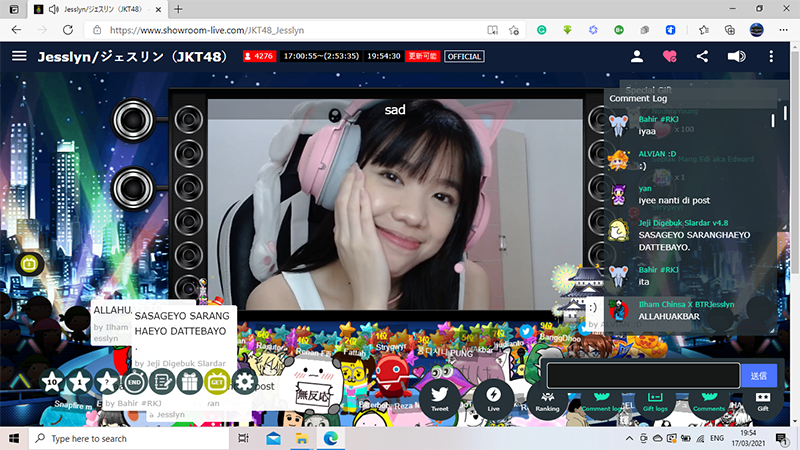 Jesslyn/ジェスリン（JKT48）
https://www.showroom-live.com/JKT48_Jesslyn
Jesslyn/ジェスリン（JKT48）
4276
17:00:55～(2:53:35)
19:54:30
更新可能
OFFICIAL
sad
Special Gift
Comment Log
Bahir #RKJ
iyaa
x 100
ALVIAN :D
:)
x 1
yan
iyee nanti di post
Jeji Digebuk Slardar v4.8
SASAGEYO SARANGHAEYO
DATTEBAYO.
Bahir #RKJ
ita
Ilham Chinsa X BTRJesslyn
ALLAHUAKBAR
ALLAHU
by Ilham
esslyn
SASAGEYO SARANG
HAEYO DATTEBAYO
.
by Jeji Digebuk Slardar
:)
無反応
10
END
GET
post
by Bahir #RKJ
yan
a Jesslyn
Tweet
Live
Ranking
Comment log
Gift logs
Comments
Gift
送信
Type here to search
ENG
19:54
17/03/2021